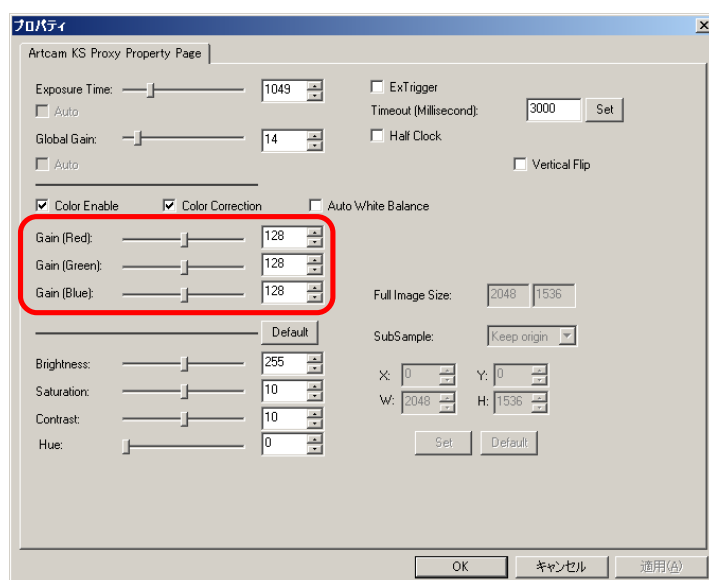 プロパティ
Artcam KS Proxy Property Page
Exposure Time: 1049
Auto
Global Gain: 14
Auto
ExTrigger
Timeout (Millisecond): 3000 Set
Half Clock
Vertical Flip
Color Enable Color Correction Auto White Balance
Gain (Red): 128
Gain (Green): 128
Gain (Blue): 128
Default
Brightness: 255
Saturation: 10
Contrast: 10
Hue: 0
Full Image Size: 2048 1536
SubSample: Keep origin
X: 0 Y: 0
W: 2048 H: 1536
Set Default
OK キャンセル 適用(A)